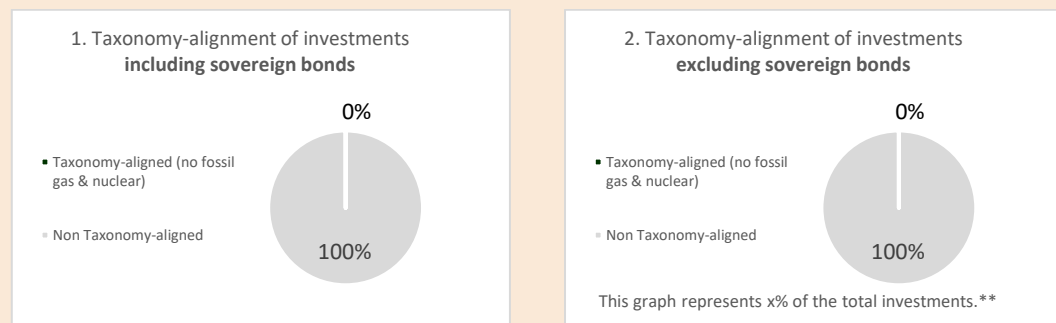 1. Taxonomy-alignment of investments
including sovereign bonds
0%
Taxonomy-aligned (no fossil
gas & nuclear)
Non Taxonomy-aligned
100%
2. Taxonomy-alignment of investments
excluding sovereign bonds
0%
Taxonomy-aligned (no fossil
gas & nuclear)
Non Taxonomy-aligned
100%
This graph represents x% of the total investments.**